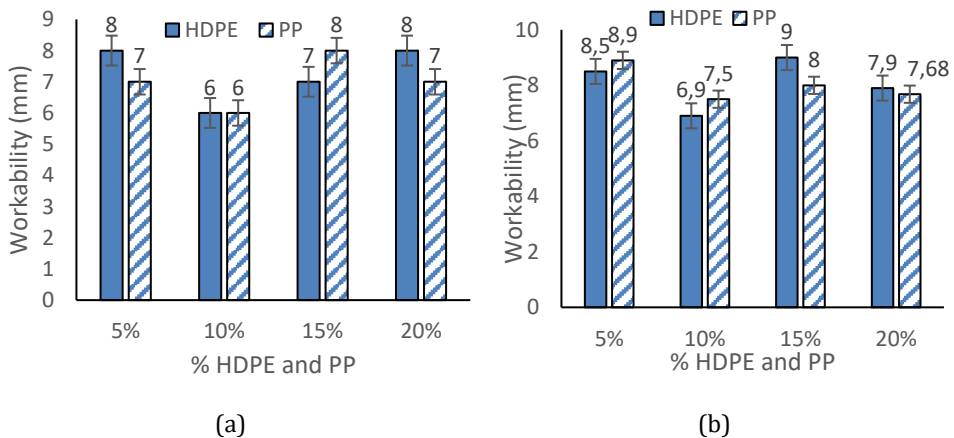 HDPE PP
9
8
7
6
5
4
3
2
1
0
8 7 6 6 7 8 8 7
5% 10% 15% 20%
Workability (mm)
% HDPE and PP
(a)
HDPE PP
10
8
6
4
2
0
8,5 8,9 6,9 7,5 9 8 7,9 7,68
5% 10% 15% 20%
Workability (mm)
% HDPE and PP
(b)